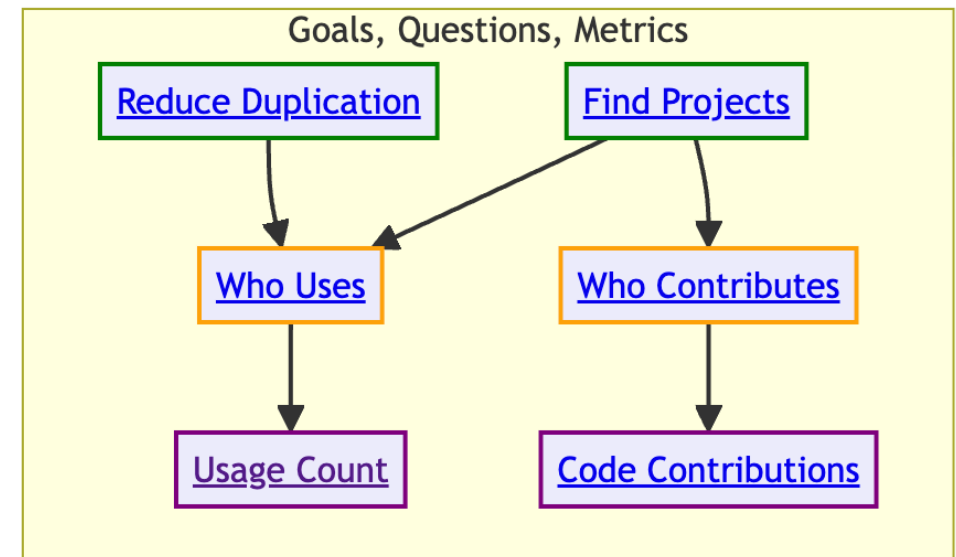 Goals, Questions, Metrics
Reduce Duplication
Find Projects
Who Uses
Who Contributes
Usage Count
Code Contributions